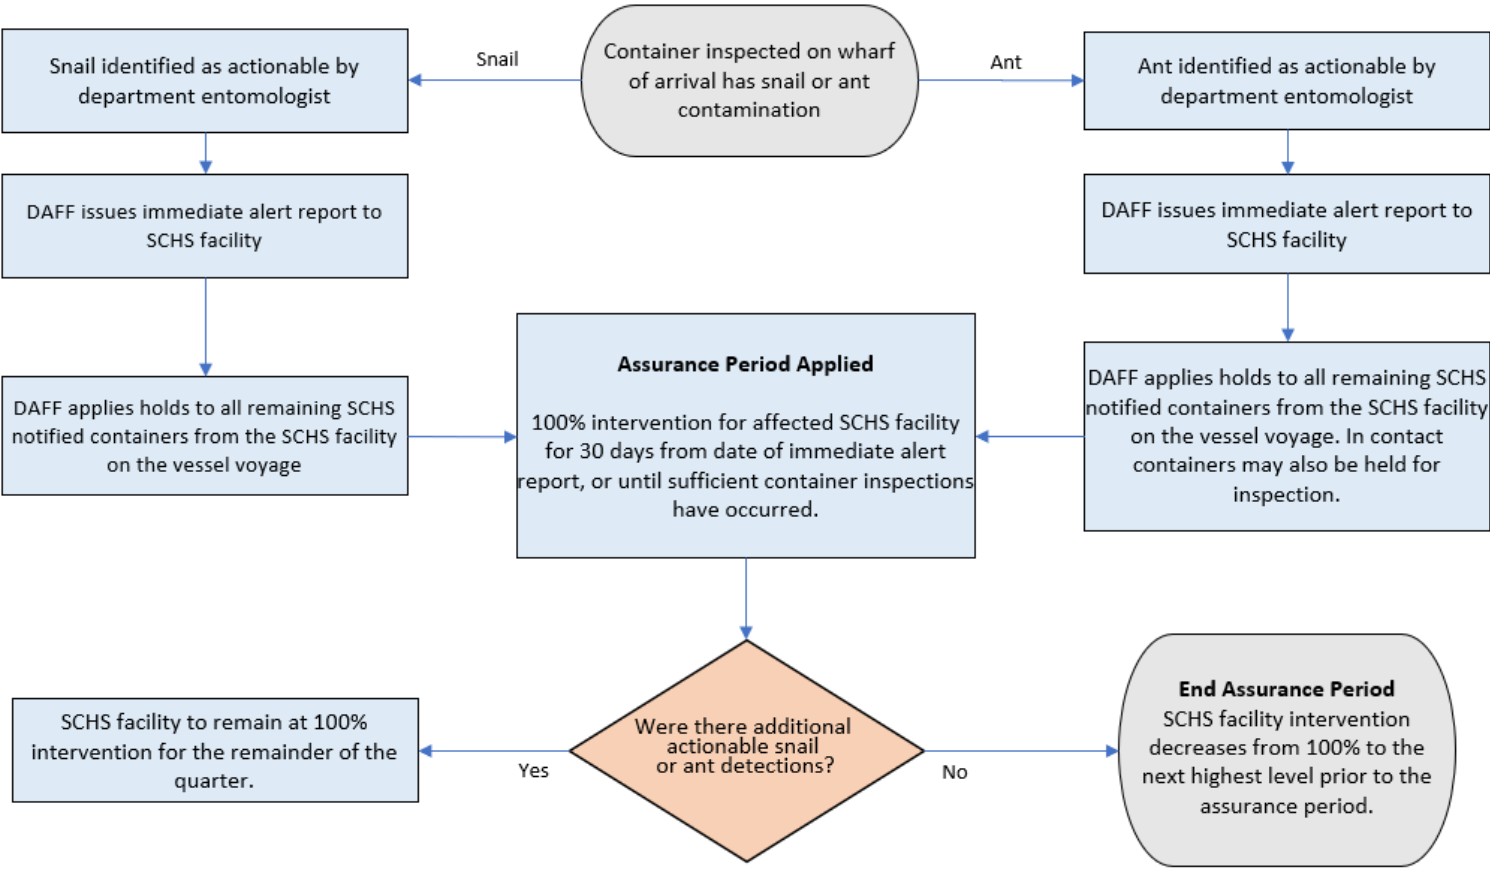 Container inspected on wharf
of arrival has snail or ant
contamination
Snail
Ant
Snail identified as actionable by
department entomologist
Ant identified as actionable by
department entomologist
DAFF issues immediate alert report to
SCHS facility
DAFF issues immediate alert report to
SCHS facility
DAFF applies holds to all remaining SCHS
notified containers from the SCHS facility
on the vessel voyage
DAFF applies holds to all remaining SCHS
notified containers from the SCHS facility
on the vessel voyage. In contact
containers may also be held for
inspection.
Assurance Period Applied
100% intervention for affected SCHS facility
for 30 days from date of immediate alert
report, or until sufficient container inspections
have occurred.
Were there additional
actionable snail
or ant detections?
Yes
No
SCHS facility to remain at 100%
intervention for the remainder of the
quarter.
End Assurance Period
SCHS facility intervention
decreases from 100% to the
next highest level prior to the
assurance period.